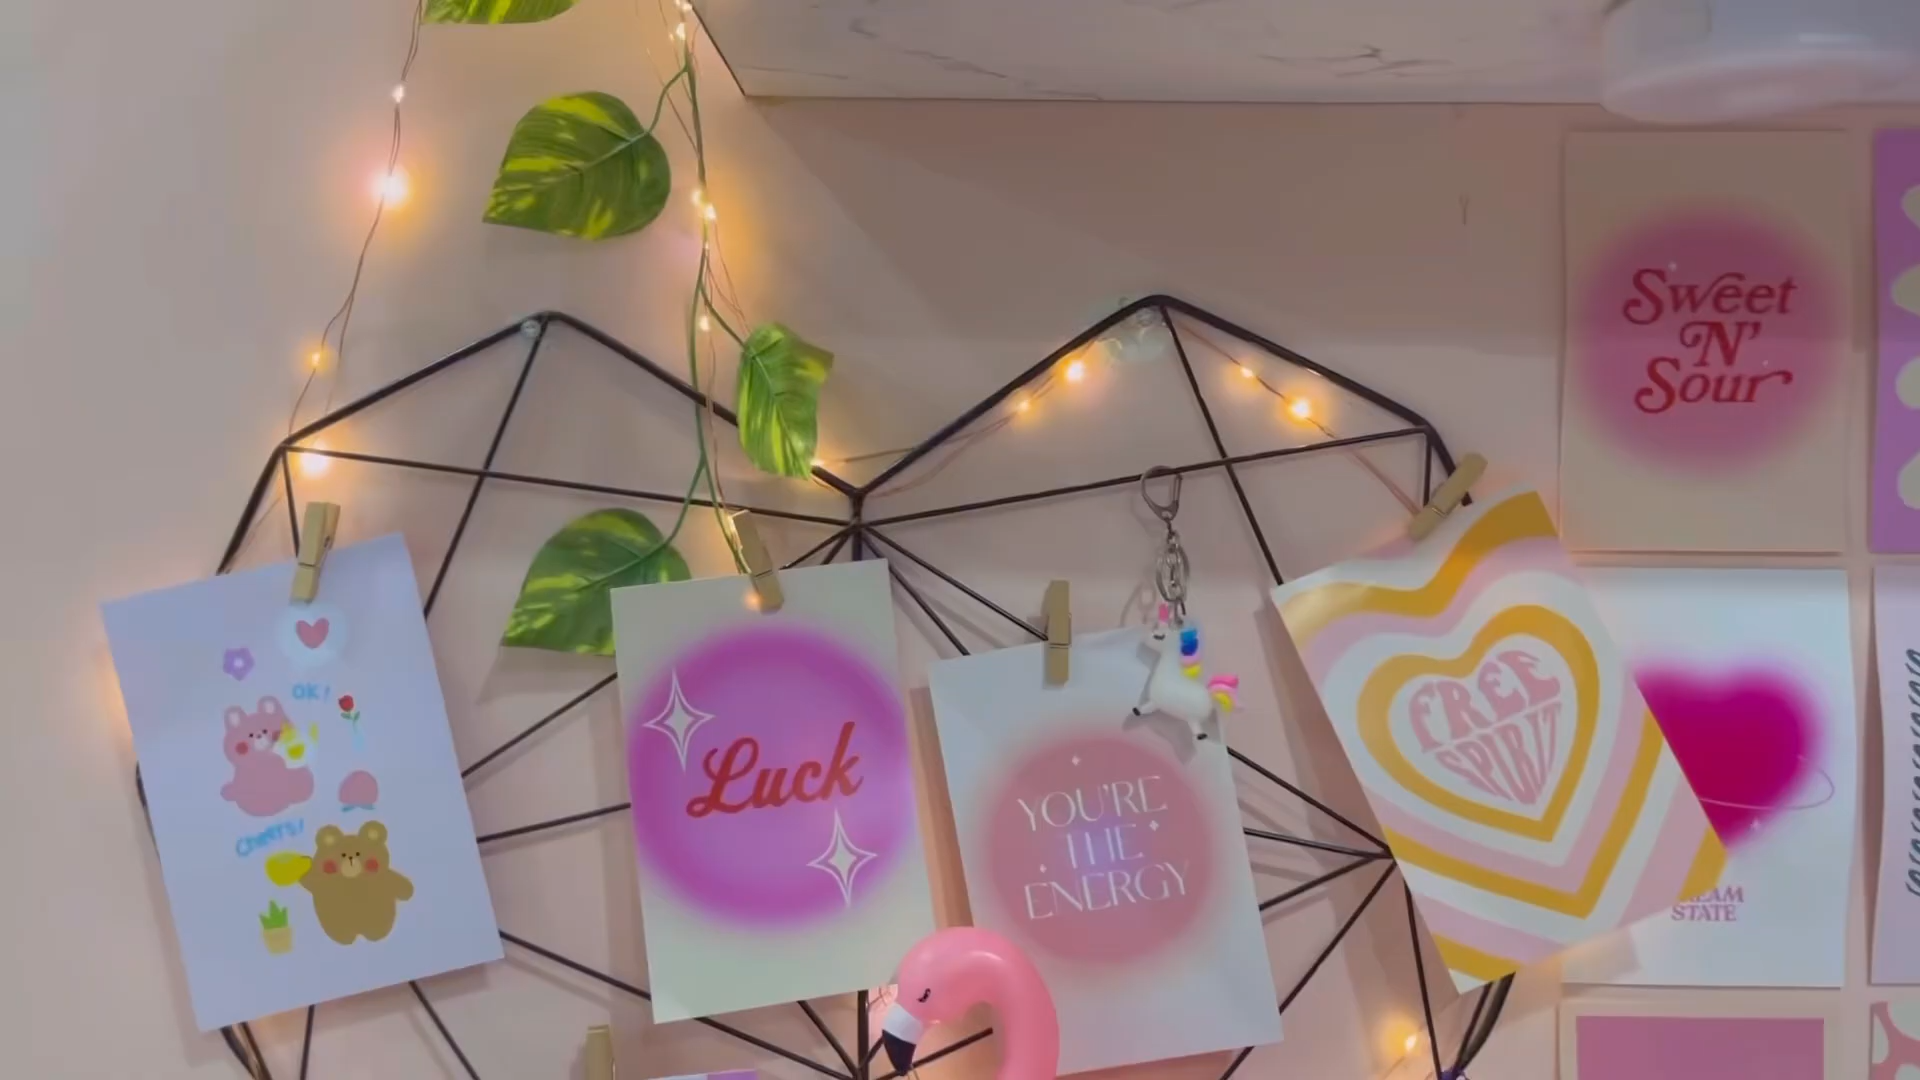 Sweet
N'
Sour
OK!
Cheers!
Luck
YOU'RE
THE
ENERGY
FREE
SPIRIT
STATE